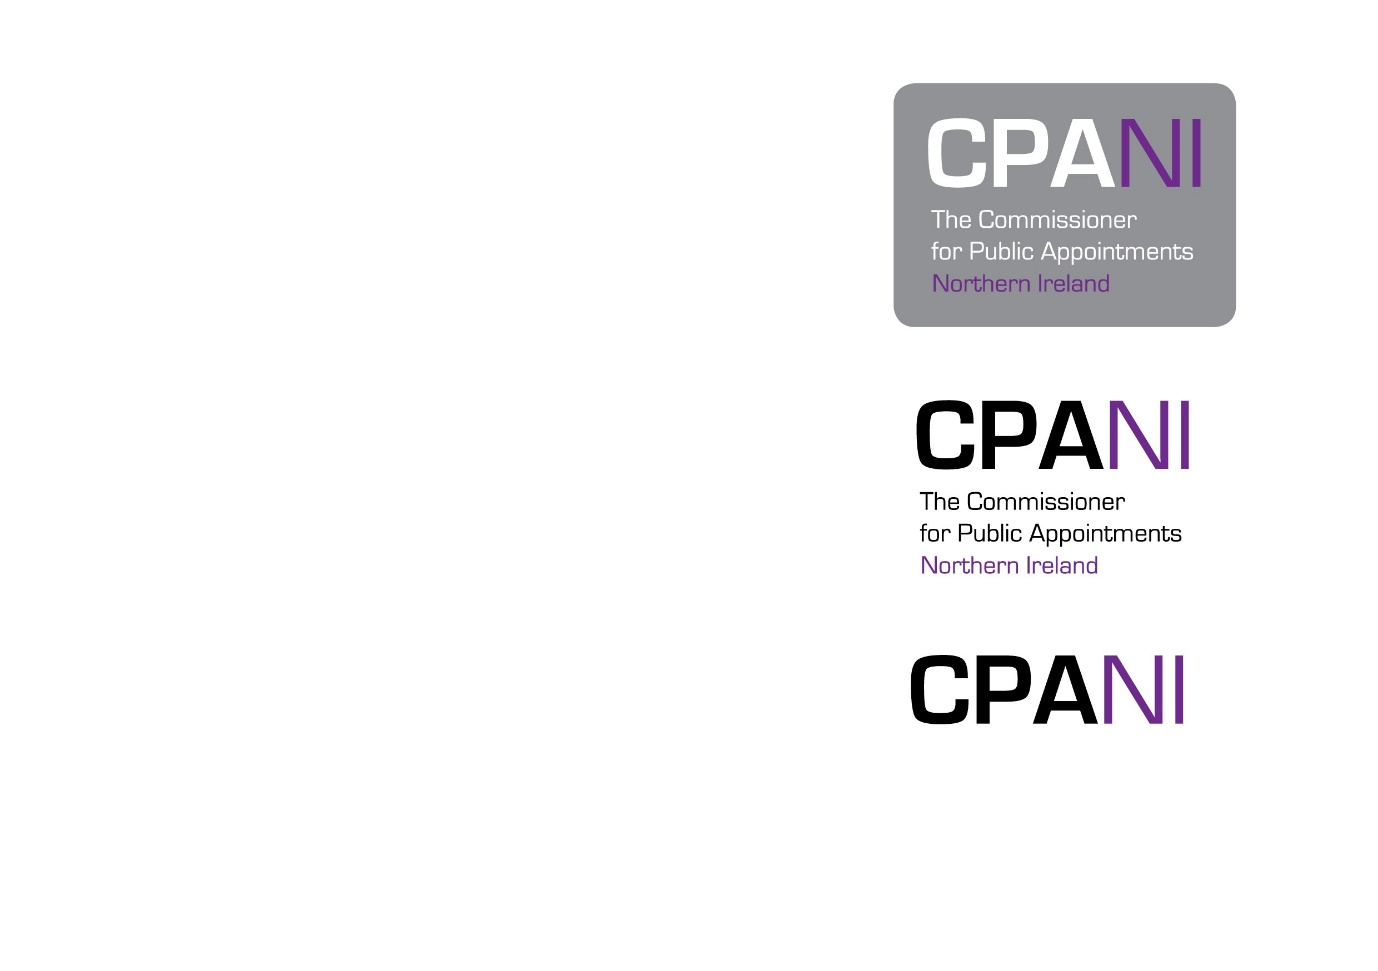 CPANI
The Commissioner
for Public Appointments
Northern Ireland
CPANI
The Commissioner
for Public Appointments
Northern Ireland
CPANI